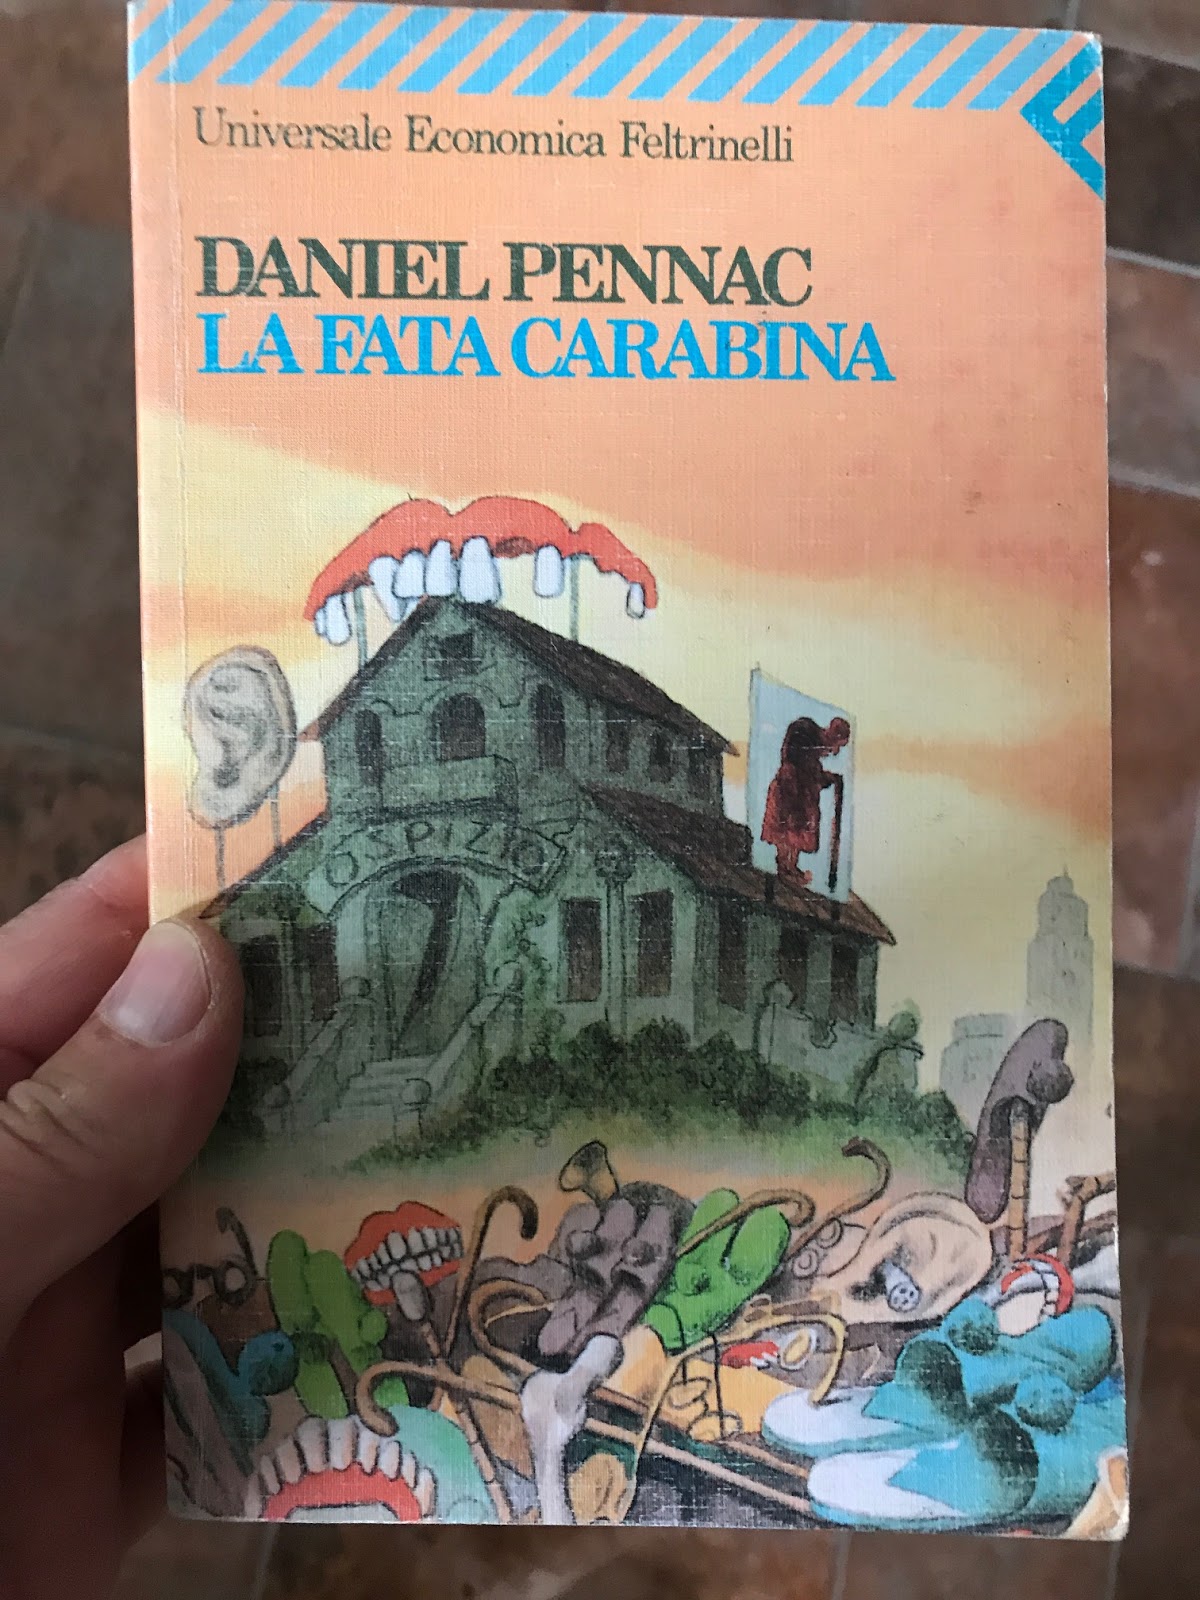 Universale Economica Feltrinelli
DANIEL PENNAC
LA FATA CARABINA
OSPIZIO